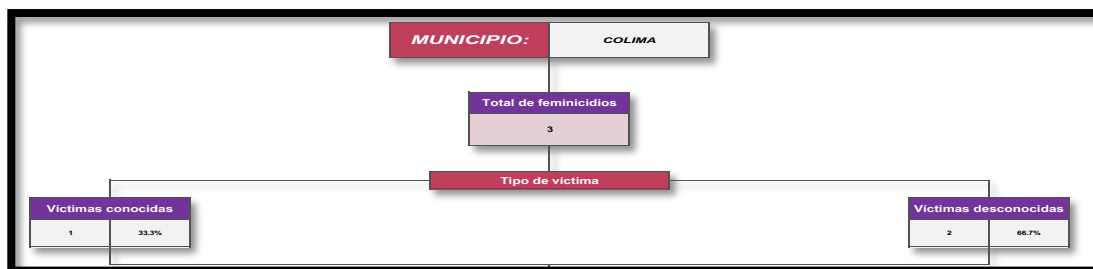 MUNICIPIO: COLIMA
Total de feminicidios
3
Tipo de víctima
Víctimas conocidas Víctimas desconocidas
1 33.3% 2 66.7%